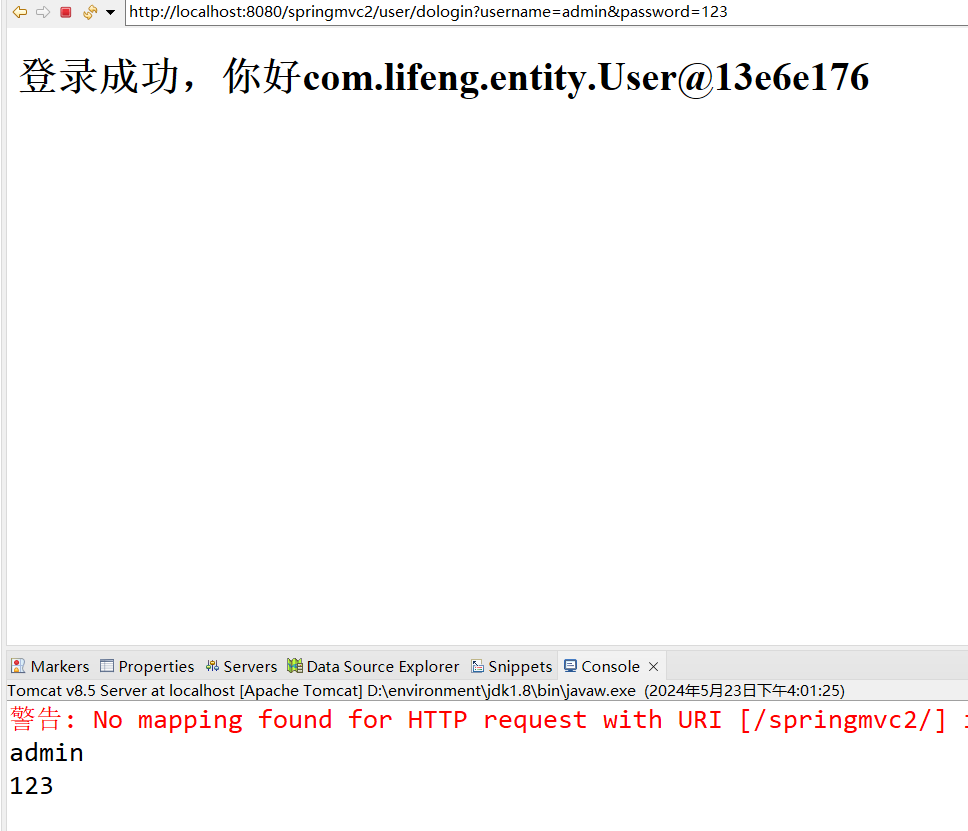 http://localhost:8080/springmvc2/user/dologin?username=admin&password=123
登录成功，你好com.lifeng.entity.User@13e6e176
Markers Properties Servers Data Source Explorer Snippets Console
Tomcat v8.5 Server at localhost [Apache Tomcat] D:\environment\jdk1.8\bin\javaw.exe (2024年5月23日下午4:01:25)
警告: No mapping found for HTTP request with URI [/springmvc2/]
admin
123